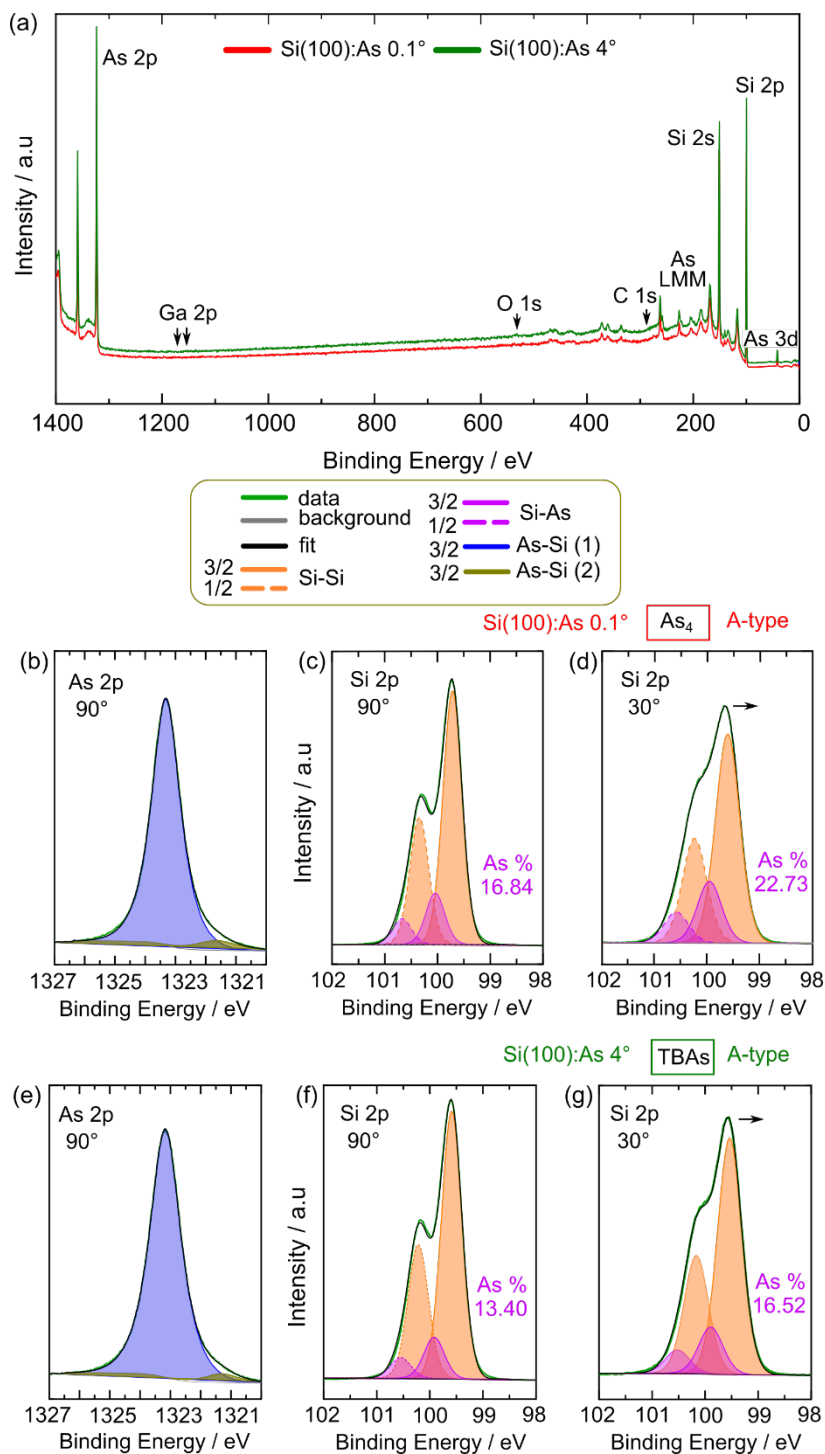 (a)
Si(100):As 0.1° Si(100):As 4°
As 2p
Si 2p
Si 2s
As
LMM
Ga 2p
O 1s
C 1s
As 3d
Intensity / a.u
1400 1200 1000 800 600 400 200 0
Binding Energy / eV
data
background
fit
3/2
1/2
Si-Si
3/2
1/2
Si-As
3/2 As-Si (1)
3/2 As-Si (2)
Si(100):As 0.1° As₄ A-type
(b)
As 2p
90°
1327 1325 1323 1321
Binding Energy / eV
(c)
Si 2p
90°
Intensity / a.u
As %
16.84
102 101 100 99 98
Binding Energy / eV
(d)
Si 2p
30°
As %
22.73
102 101 100 99 98
Binding Energy / eV
Si(100):As 4° TBAs A-type
(e)
As 2p
90°
1327 1325 1323 1321
Binding Energy / eV
(f)
Si 2p
90°
Intensity / a.u
As %
13.40
102 101 100 99 98
Binding Energy / eV
(g)
Si 2p
30°
As %
16.52
102 101 100 99 98
Binding Energy / eV